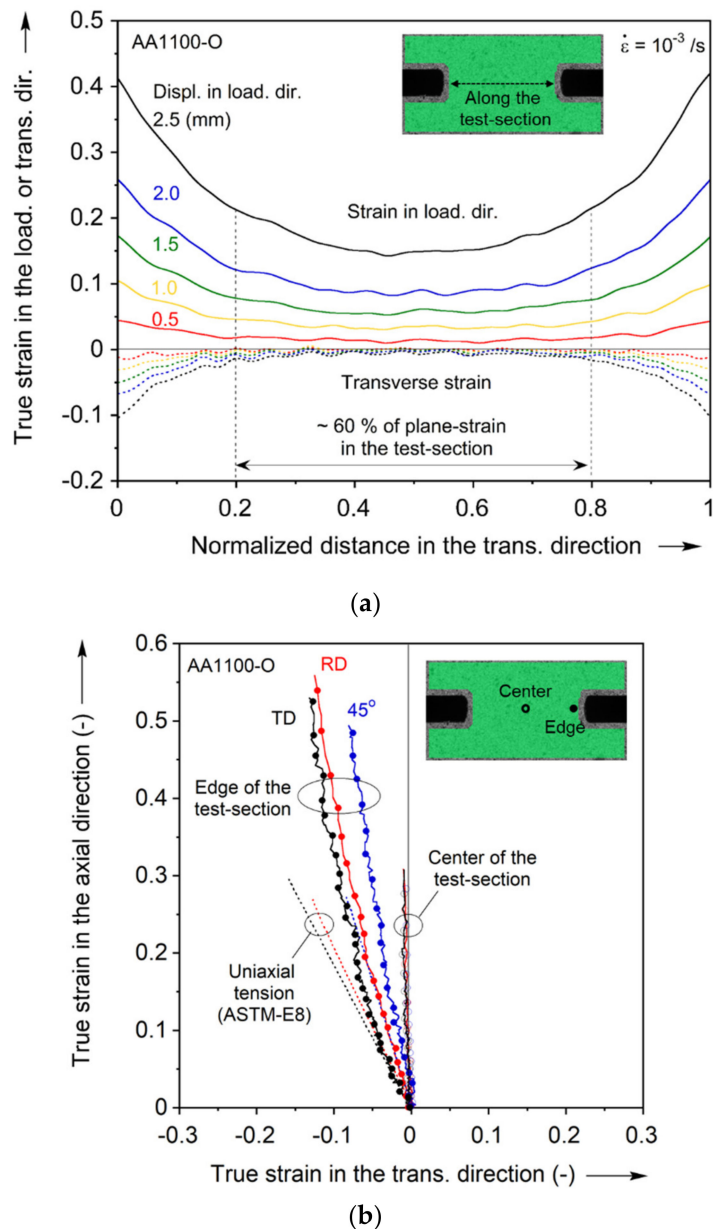 AA1100-O
ε̇ = 10⁻³ /s
Displ. in load. dir.
2.5 (mm)
Along the
test-section
2.0
1.5
1.0
0.5
Strain in load. dir.
Transverse strain
~ 60 % of plane-strain
in the test-section
0.5
0.4
0.3
0.2
0.1
0
-0.1
-0.2
0
0.2
0.4
0.6
0.8
1
True strain in the load. or trans. dir.
Normalized distance in the trans. direction
(a)
AA1100-O
RD
TD
45°
Center
Edge
Edge of the
test-section
Center of the
test-section
Uniaxial
tension
(ASTM-E8)
0.6
0.5
0.4
0.3
0.2
0.1
0
-0.3
-0.2
-0.1
0
0.1
0.2
0.3
True strain in the axial direction (-)
True strain in the trans. direction (-)
(b)